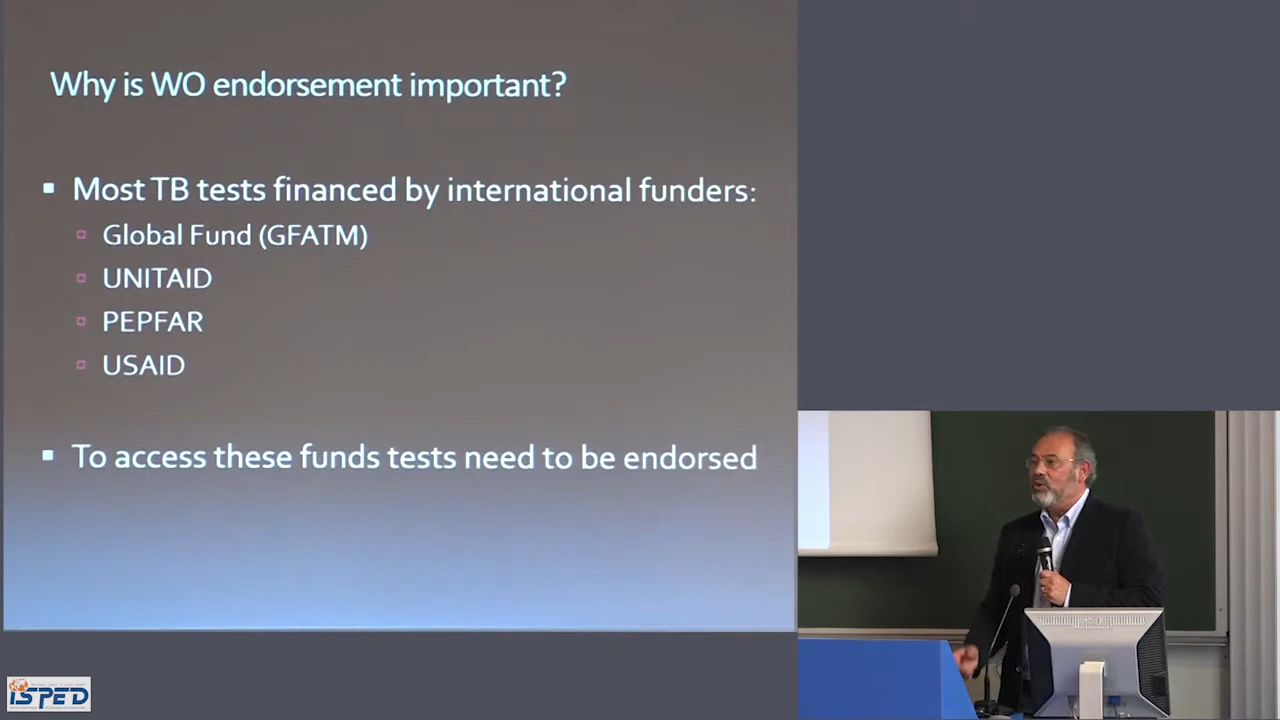 Why is WO endorsement important?
Most TB tests financed by international funders:
Global Fund (GFATM)
UNITAID
PEPFAR
USAID
To access these funds tests need to be endorsed
iSPED